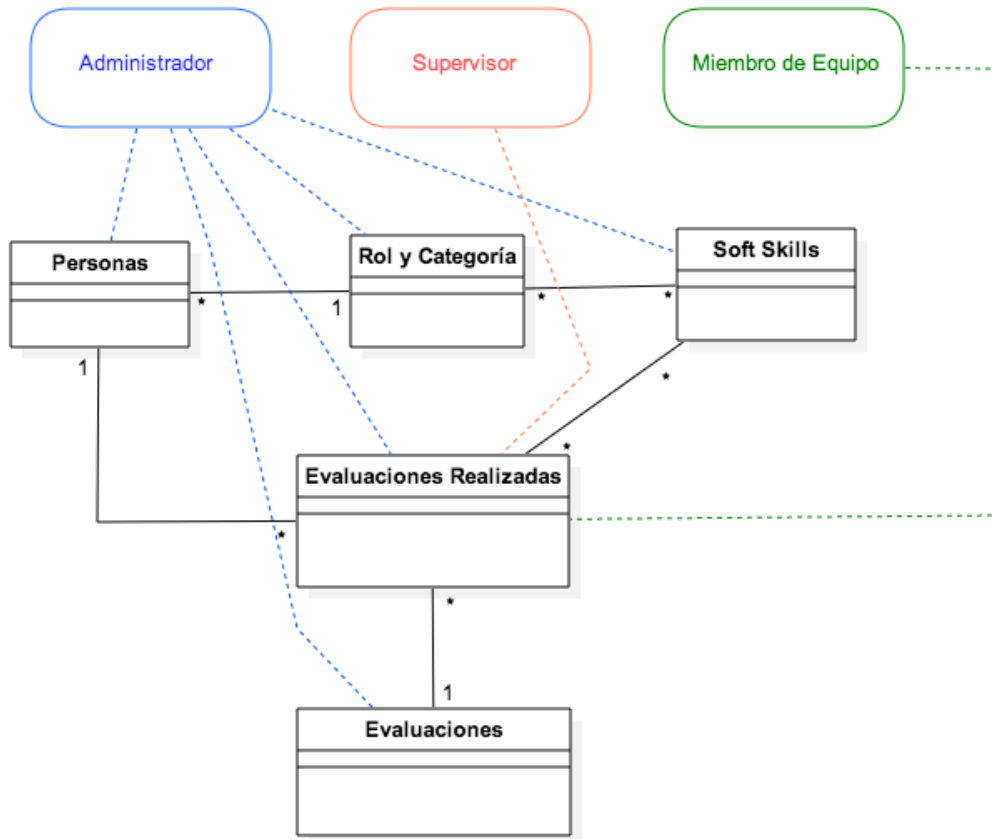 Administrador
Supervisor
Miembro de Equipo
Personas
Rol y Categoría
Soft Skills
* 1
* *
1
*
*
Evaluaciones Realizadas
*
*
1
Evaluaciones